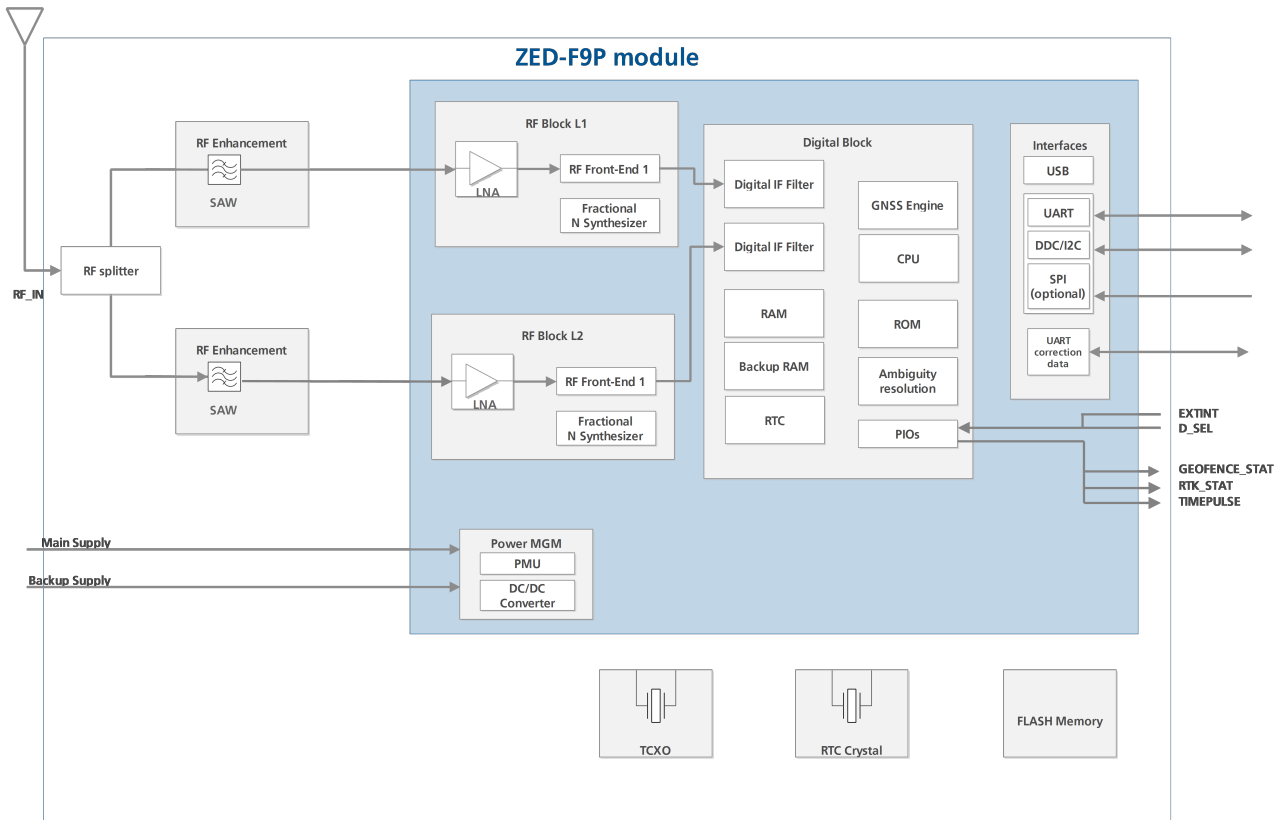 ZED-F9P module
RF_IN
RF splitter
RF Enhancement
SAW
RF Enhancement
SAW
RF Block L1
LNA
RF Front-End 1
Fractional
N Synthesizer
RF Block L2
LNA
RF Front-End 1
Fractional
N Synthesizer
Digital Block
Digital IF Filter
Digital IF Filter
RAM
Backup RAM
RTC
GNSS Engine
CPU
ROM
Ambiguity
resolution
PIOs
Interfaces
USB
UART
DDC/I2C
SPI
(optional)
UART
correction
data
EXTINT
D_SEL
GEOFENCE_STAT
RTK_STAT
TIMEPULSE
Main Supply
Backup Supply
Power MGM
PMU
DC/DC
Converter
TCXO
RTC Crystal
FLASH Memory